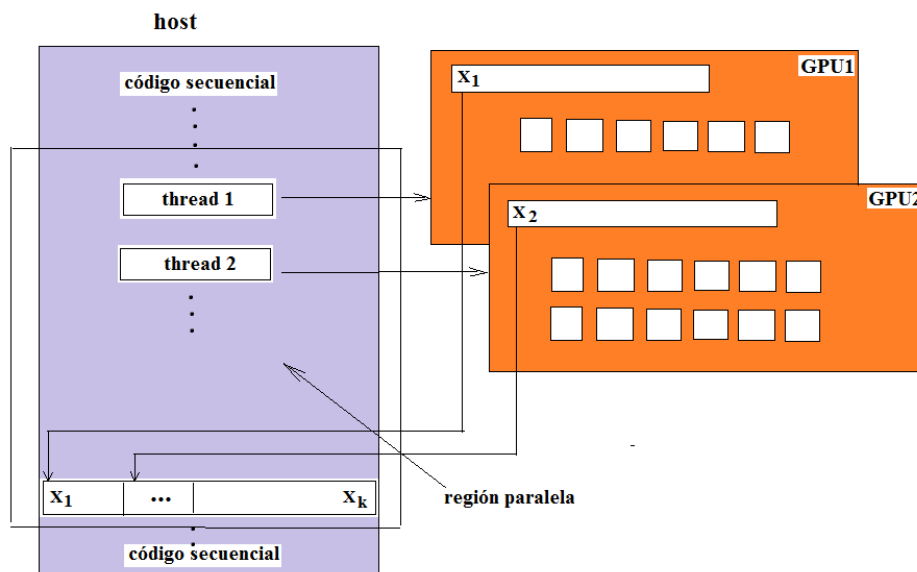 host
código secuencial
GPU1
x1
thread 1
GPU2
x2
thread 2
x1 ... xk
región paralela
código secuencial